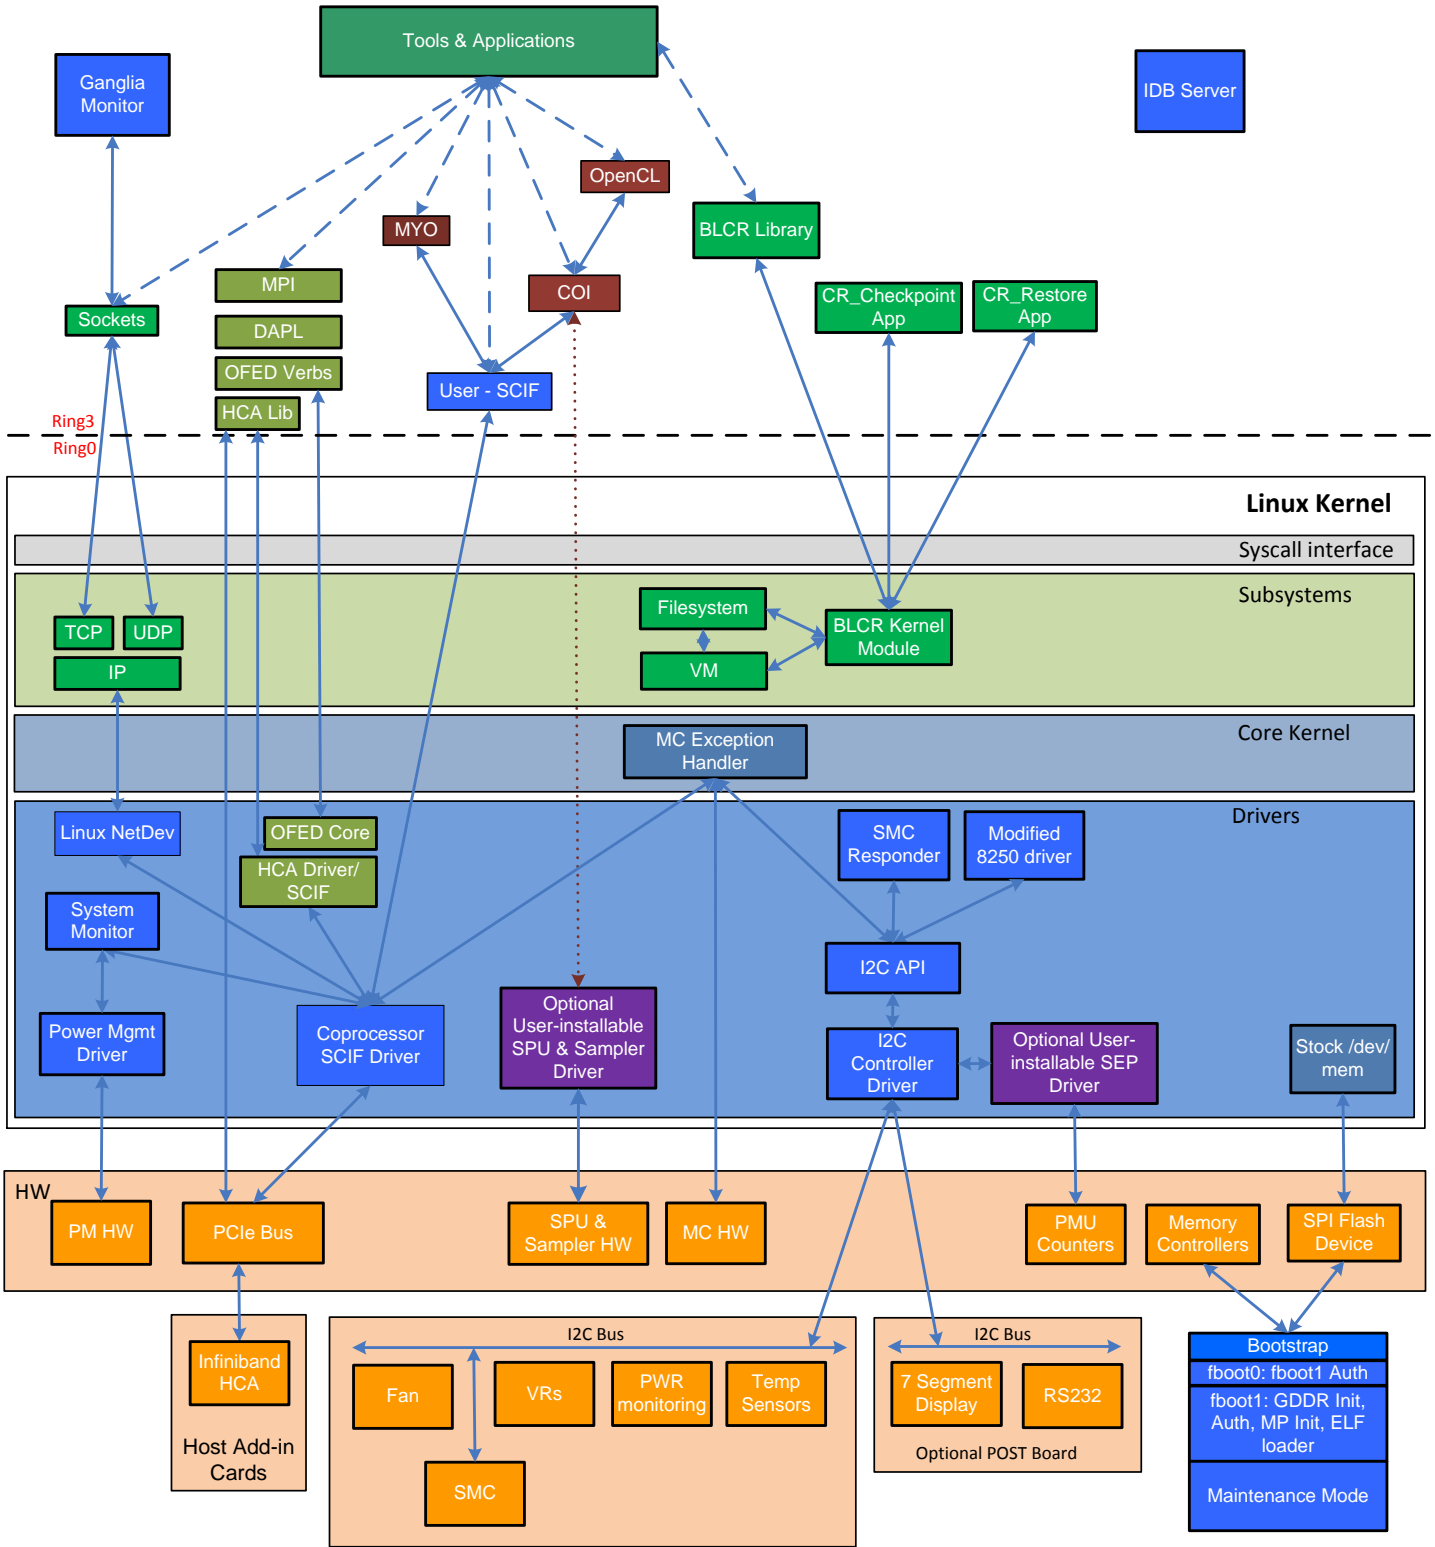 Tools & Applications
Ganglia
Monitor
IDB Server
OpenCL
MYO
BLCR Library
MPI
COI
CR_Checkpoint
App
CR_Restore
App
Sockets
DAPL
OFED Verbs
User - SCIF
HCA Lib
Ring3
Ring0
Linux Kernel
Syscall interface
Subsystems
Filesystem
TCP
UDP
BLCR Kernel
Module
IP
VM
Core Kernel
MC Exception
Handler
Drivers
Linux NetDev
OFED Core
SMC
Responder
Modified
8250 driver
HCA Driver/
SCIF
System
Monitor
I2C API
Optional
User-installable
SPU & Sampler
Driver
Power Mgmt
Driver
Coprocessor
SCIF Driver
I2C
Controller
Driver
Optional User-
installable SEP
Driver
Stock /dev/
mem
HW
PM HW
PCIe Bus
SPU &
Sampler HW
MC HW
PMU
Counters
Memory
Controllers
SPI Flash
Device
I2C Bus
I2C Bus
Bootstrap
Infiniband
HCA
Fan
VRs
PWR
monitoring
Temp
Sensors
7 Segment
Display
RS232
fboot0: fboot1 Auth
fboot1: GDDR Init,
Auth, MP Init, ELF
loader
Host Add-in
Cards
Optional POST Board
SMC
Maintenance Mode